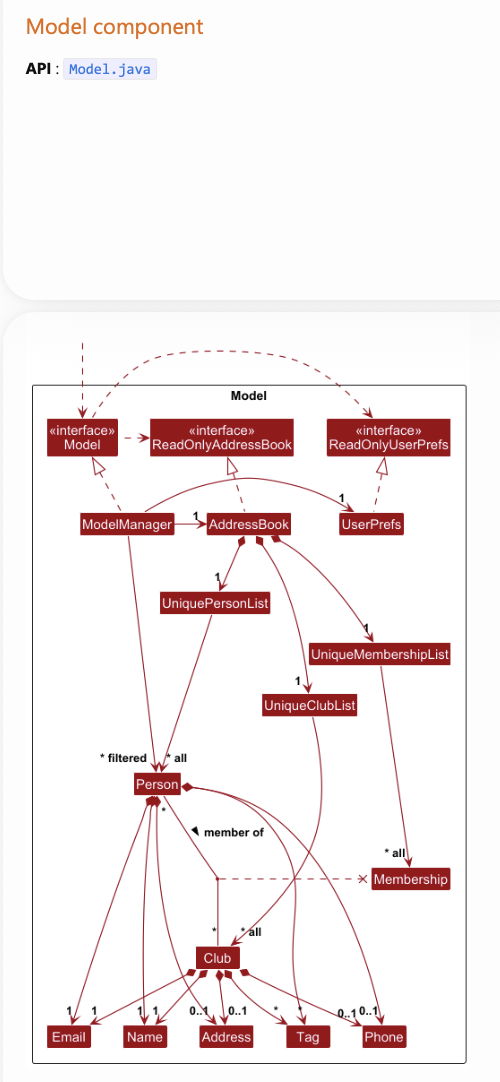 Model component
API : Model.java
Model
«interface»
Model
«interface»
ReadOnlyAddressBook
«interface»
ReadOnlyUserPrefs
1
ModelManager
1
AddressBook
UserPrefs
1
UniquePersonList
1
UniqueMembershipList
1
UniqueClubList
* filtered
* all
Person
*
member of
* all
Membership
*
* all
Club
1
1
1
1
0..1
0..1
*
*
0..1
0..1
Email
Name
Address
Tag
Phone